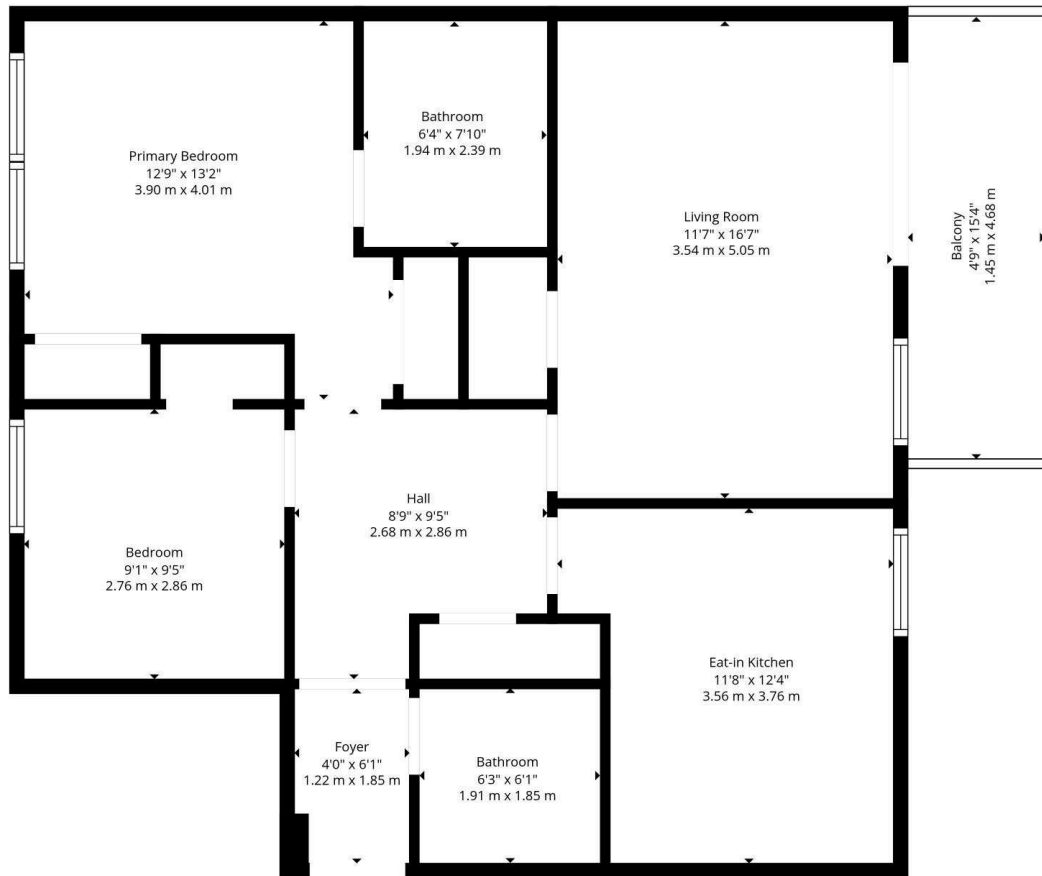 Primary Bedroom
12'9" x 13'2"
3.90 m x 4.01 m
Bathroom
6'4" x 7'10"
1.94 m x 2.39 m
Living Room
11'7" x 16'7"
3.54 m x 5.05 m
Balcony
4'9" x 15'4"
1.45 m x 4.68 m
Hall
8'9" x 9'5"
2.68 m x 2.86 m
Bedroom
9'1" x 9'5"
2.76 m x 2.86 m
Eat-in Kitchen
11'8" x 12'4"
3.56 m x 3.76 m
Foyer
4'0" x 6'1"
1.22 m x 1.85 m
Bathroom
6'3" x 6'1"
1.91 m x 1.85 m